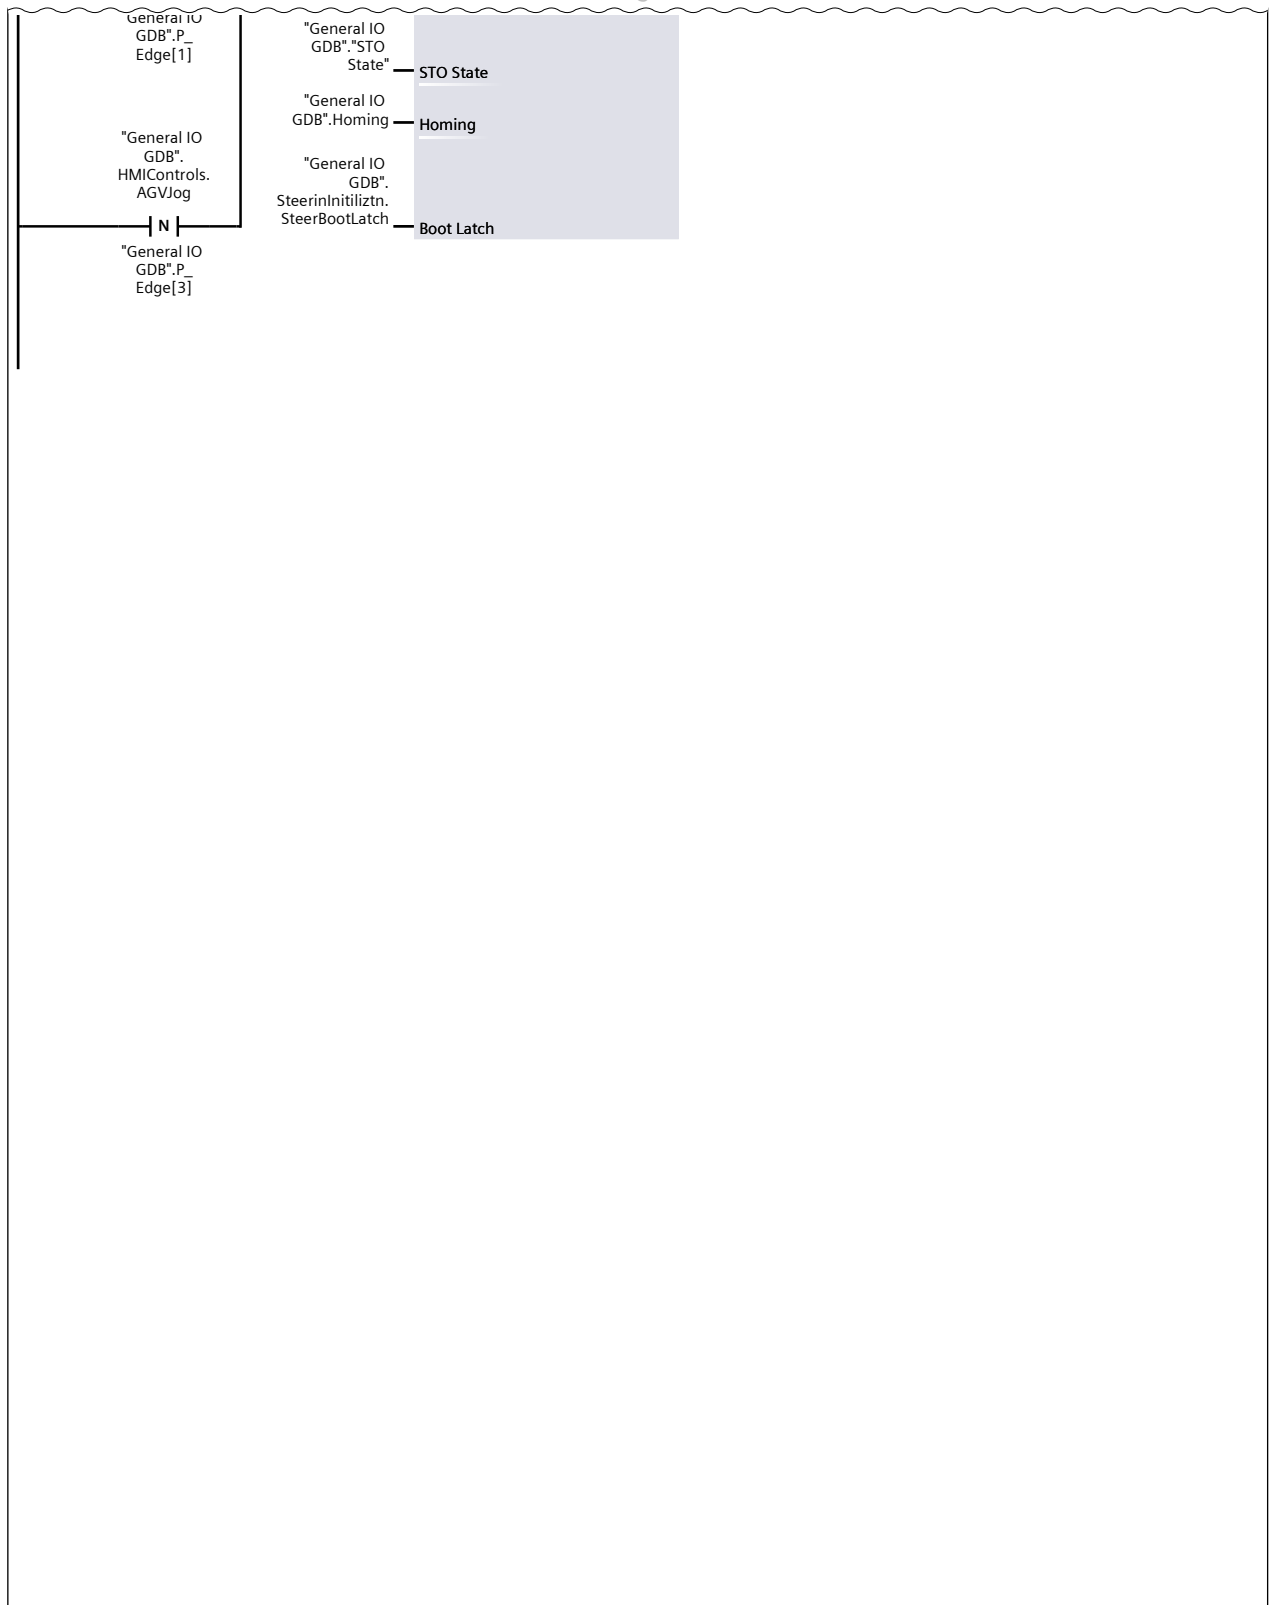 "General IO
GDB".P_
Edge[1]
"General IO
GDB".
HMIControls.
AGVJog
N
"General IO
GDB".P_
Edge[3]
"General IO
GDB"."STO
State"
STO State
"General IO
GDB".Homing
Homing
"General IO
GDB".
SteerinInitiliztn.
SteerBootLatch
Boot Latch